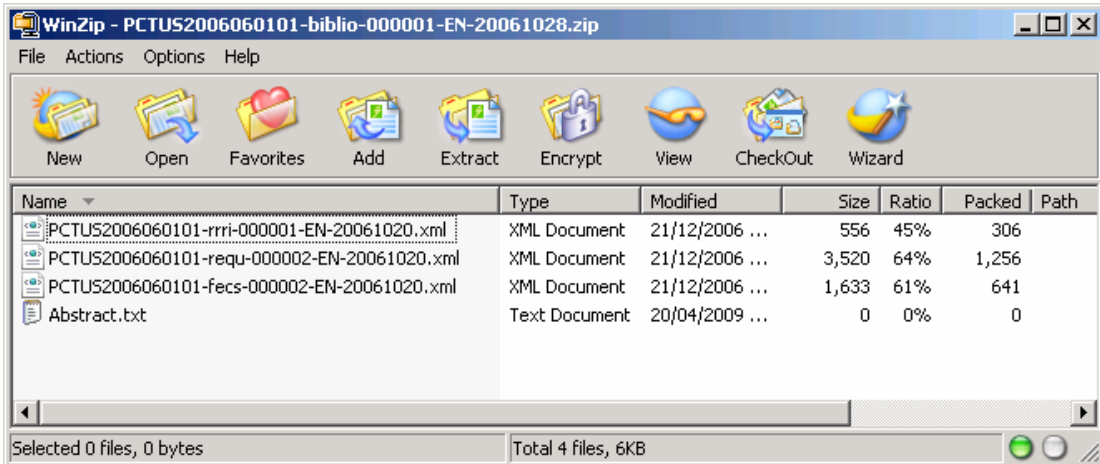 WinZip - PCTUS2006060101-biblio-000001-EN-20061028.zip
File Actions Options Help
New Open Favorites Add Extract Encrypt View CheckOut Wizard
Name Type Modified Size Ratio Packed Path
PCTUS2006060101-rrri-000001-EN-20061020.xml XML Document 21/12/2006 ... 556 45% 306
PCTUS2006060101-requ-000002-EN-20061020.xml XML Document 21/12/2006 ... 3,520 64% 1,256
PCTUS2006060101-fecs-000002-EN-20061020.xml XML Document 21/12/2006 ... 1,633 61% 641
Abstract.txt Text Document 20/04/2009 ... 0 0% 0
Selected 0 files, 0 bytes Total 4 files, 6KB